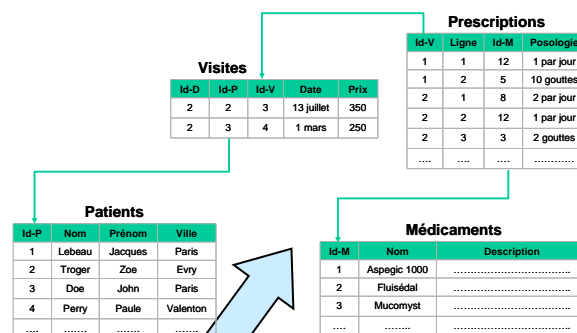 Prescriptions
Id-V Ligne Id-M Posologie
1 1 12 1 par jour
1 2 5 10 gouttes
2 1 8 2 par jour
2 2 12 1 par jour
2 3 3 2 gouttes
.... .... .... ............
Visites
Id-D Id-P Id-V Date Prix
2 2 3 13 juillet 350
2 3 4 1 mars 250
Patients
Id-P Nom Prénom Ville
1 Lebeau Jacques Paris
2 Troger Zoe Evry
3 Doe John Paris
4 Perry Paule Valenton
.... ....... ....... .......
Médicaments
Id-M Nom Description
1 Aspegic 1000 ......................................
2 Fluisédal ......................................
3 Mucomyst ......................................
.... ........ ......................................